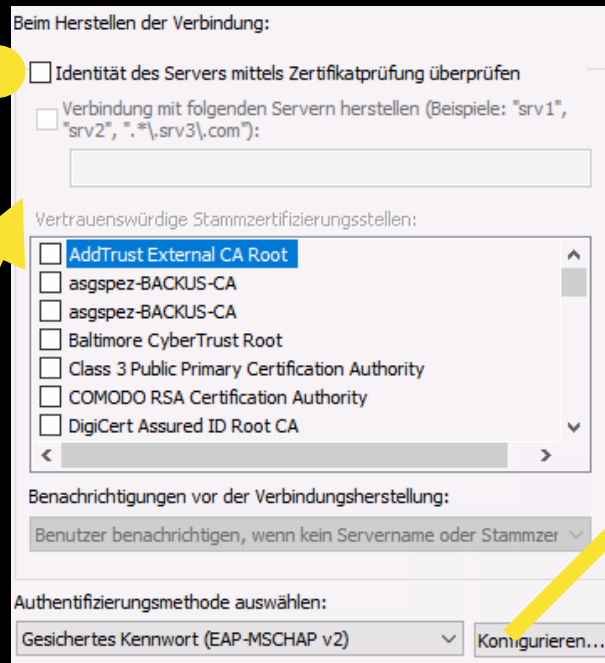 Beim Herstellen der Verbindung:
Identität des Servers mittels Zertifikatprüfung überprüfen
Verbindung mit folgenden Servern herstellen (Beispiele: "srv1",
"srv2", ".*\.srv3\.com"):
Vertrauenswürdige Stammzertifizierungsstellen:
AddTrust External CA Root
asgspez-BACKUS-CA
asgspez-BACKUS-CA
Baltimore CyberTrust Root
Class 3 Public Primary Certification Authority
COMODO RSA Certification Authority
DigiCert Assured ID Root CA
Benachrichtigungen vor der Verbindungsherstellung:
Benutzer benachrichtigen, wenn kein Servername oder Stammzer
Authentifizierungsmethode auswählen:
Gesichertes Kennwort (EAP-MSCHAP v2) Konfigurieren...